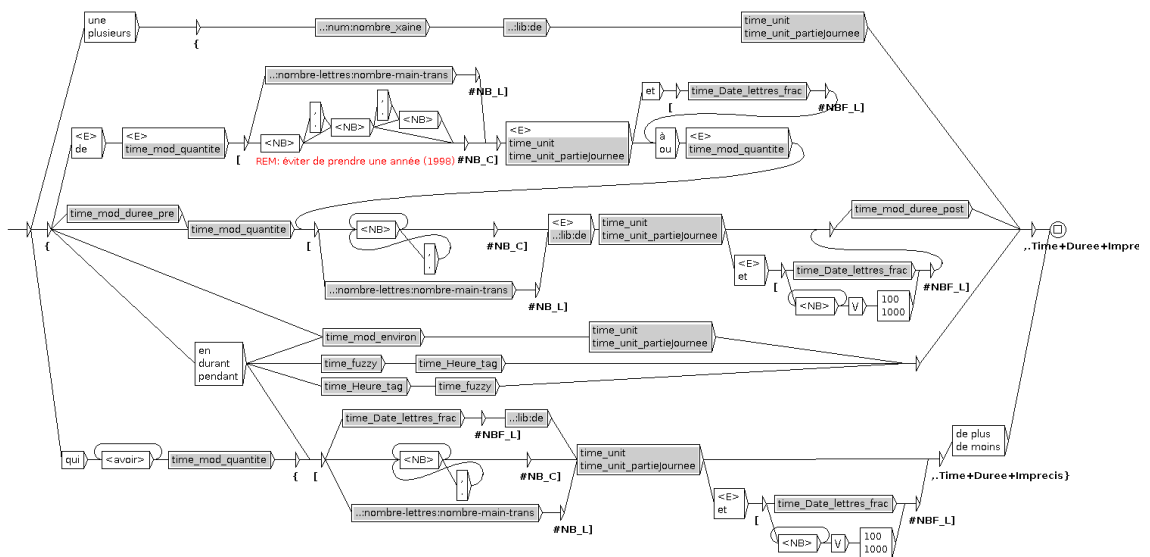 une
plusieurs
{
..:num:nombre_xaine
..:lib:de
time_unit
time_unit_partieJournee
..:nombre-lettres:nombre-main-trans
#NB_L]
<E>
de
<E>
time_mod_quantite
[
<NB>
,
.
<NB>
,
.
<NB>
#NB_C]
REM: éviter de prendre une année (1998)
<E>
time_unit
time_unit_partieJournee
et
[
time_Date_lettres_frac
#NBF_L]
à
ou
<E>
time_mod_quantite
{
time_mod_duree_pre
time_mod_quantite
[
<NB>
,
.
#NB_C]
..:nombre-lettres:nombre-main-trans
#NB_L]
<E>
..:lib:de
time_unit
time_unit_partieJournee
<E>
et
[
time_Date_lettres_frac
<NB>
\/
100
1000
#NBF_L]
time_mod_duree_post
,.Time+Duree+Impre
en
durant
pendant
time_mod_environ
time_unit
time_unit_partieJournee
time_fuzzy
time_Heure_tag
time_Heure_tag
time_fuzzy
qui
<avoir>
time_mod_quantite
{
[
time_Date_lettres_frac
#NBF_L]
..:lib:de
<NB>
,
.
#NB_C]
..:nombre-lettres:nombre-main-trans
#NB_L]
time_unit
time_unit_partieJournee
<E>
et
[
time_Date_lettres_frac
<NB>
\/
100
1000
#NBF_L]
,.Time+Duree+Imprecis}
de plus
de moins